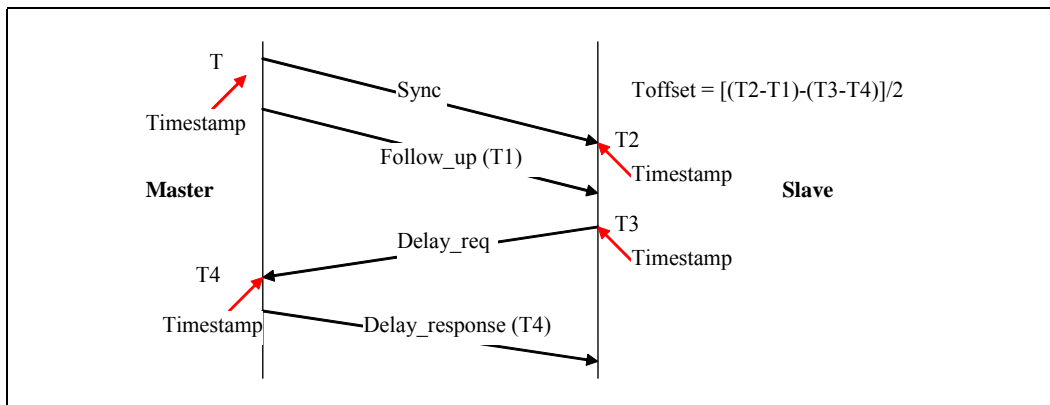 T
Sync
Toffset = [(T2-T1)-(T3-T4)]/2
Timestamp
T2
Follow_up (T1)
Timestamp
Master
Slave
T3
Delay_req
Timestamp
T4
Timestamp
Delay_response (T4)